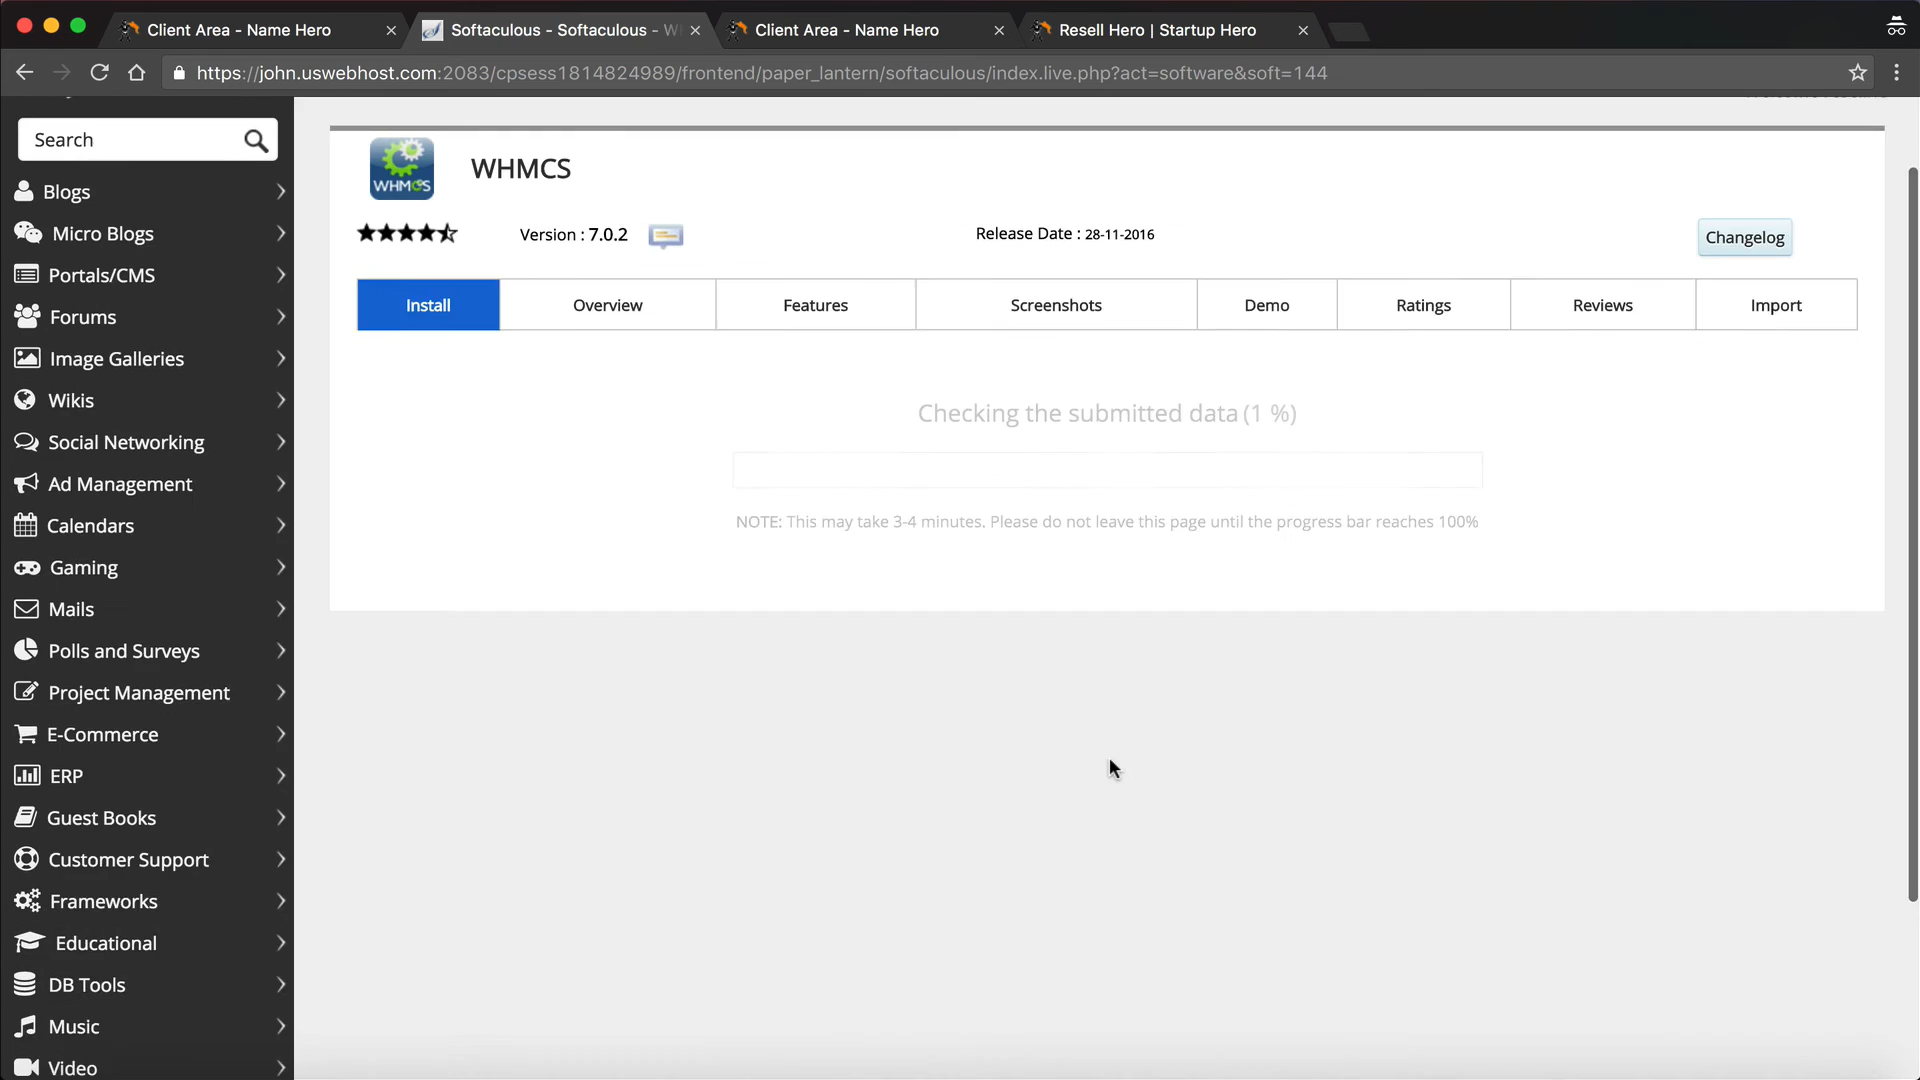 Client Area - Name Hero
Softaculous - Softaculous - W
Client Area - Name Hero
Resell Hero | Startup Hero
https://john.uswebhost.com:2083/cpsess1814824989/frontend/paper_lantern/softaculous/index.live.php?act=software&soft=144
Search
Blogs
Micro Blogs
Portals/CMS
Forums
Image Galleries
Wikis
Social Networking
Ad Management
Calendars
Gaming
Mails
Polls and Surveys
Project Management
E-Commerce
ERP
Guest Books
Customer Support
Frameworks
Educational
DB Tools
Music
Video
WHMCS
WHMCS
Version : 7.0.2
Release Date : 28-11-2016
Changelog
Install
Overview
Features
Screenshots
Demo
Ratings
Reviews
Import
Checking the submitted data (1 %)
NOTE: This may take 3-4 minutes. Please do not leave this page until the progress bar reaches 100%